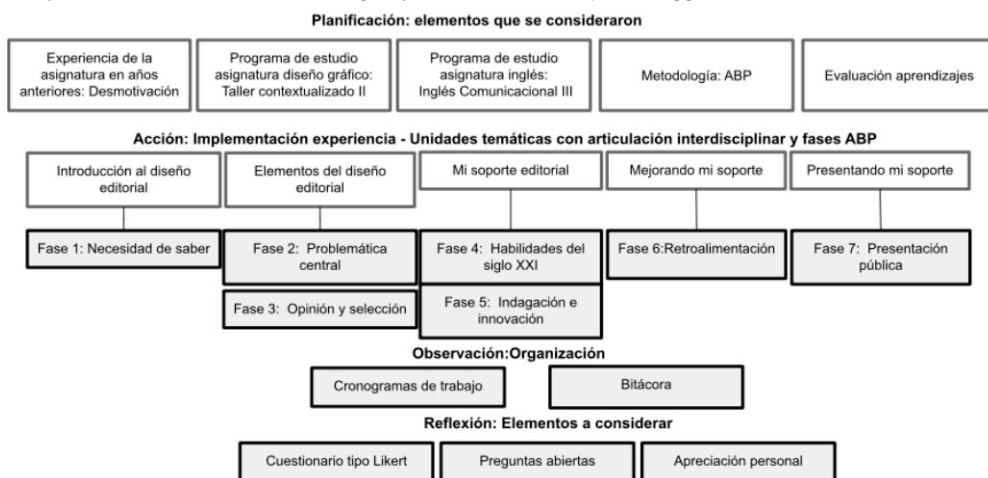 Planificación: elementos que se consideraron
Experiencia de la
asignatura en años
anteriores: Desmotivación
Programa de estudio
asignatura diseño gráfico:
Taller contextualizado II
Programa de estudio
asignatura inglés:
Inglés Comunicacional III
Metodología: ABP
Evaluación aprendizajes
Acción: Implementación experiencia - Unidades temáticas con articulación interdisciplinar y fases ABP
Introducción al diseño
editorial
Elementos del diseño
editorial
Mi soporte editorial
Mejorando mi soporte
Presentando mi soporte
Fase 1: Necesidad de saber
Fase 2: Problemática
central
Fase 3: Opinión y selección
Fase 4: Habilidades del
siglo XXI
Fase 5: Indagación e
innovación
Fase 6:Retroalimentación
Fase 7: Presentación
pública
Observación:Organización
Cronogramas de trabajo
Bitácora
Reflexión: Elementos a considerar
Cuestionario tipo Likert
Preguntas abiertas
Apreciación personal